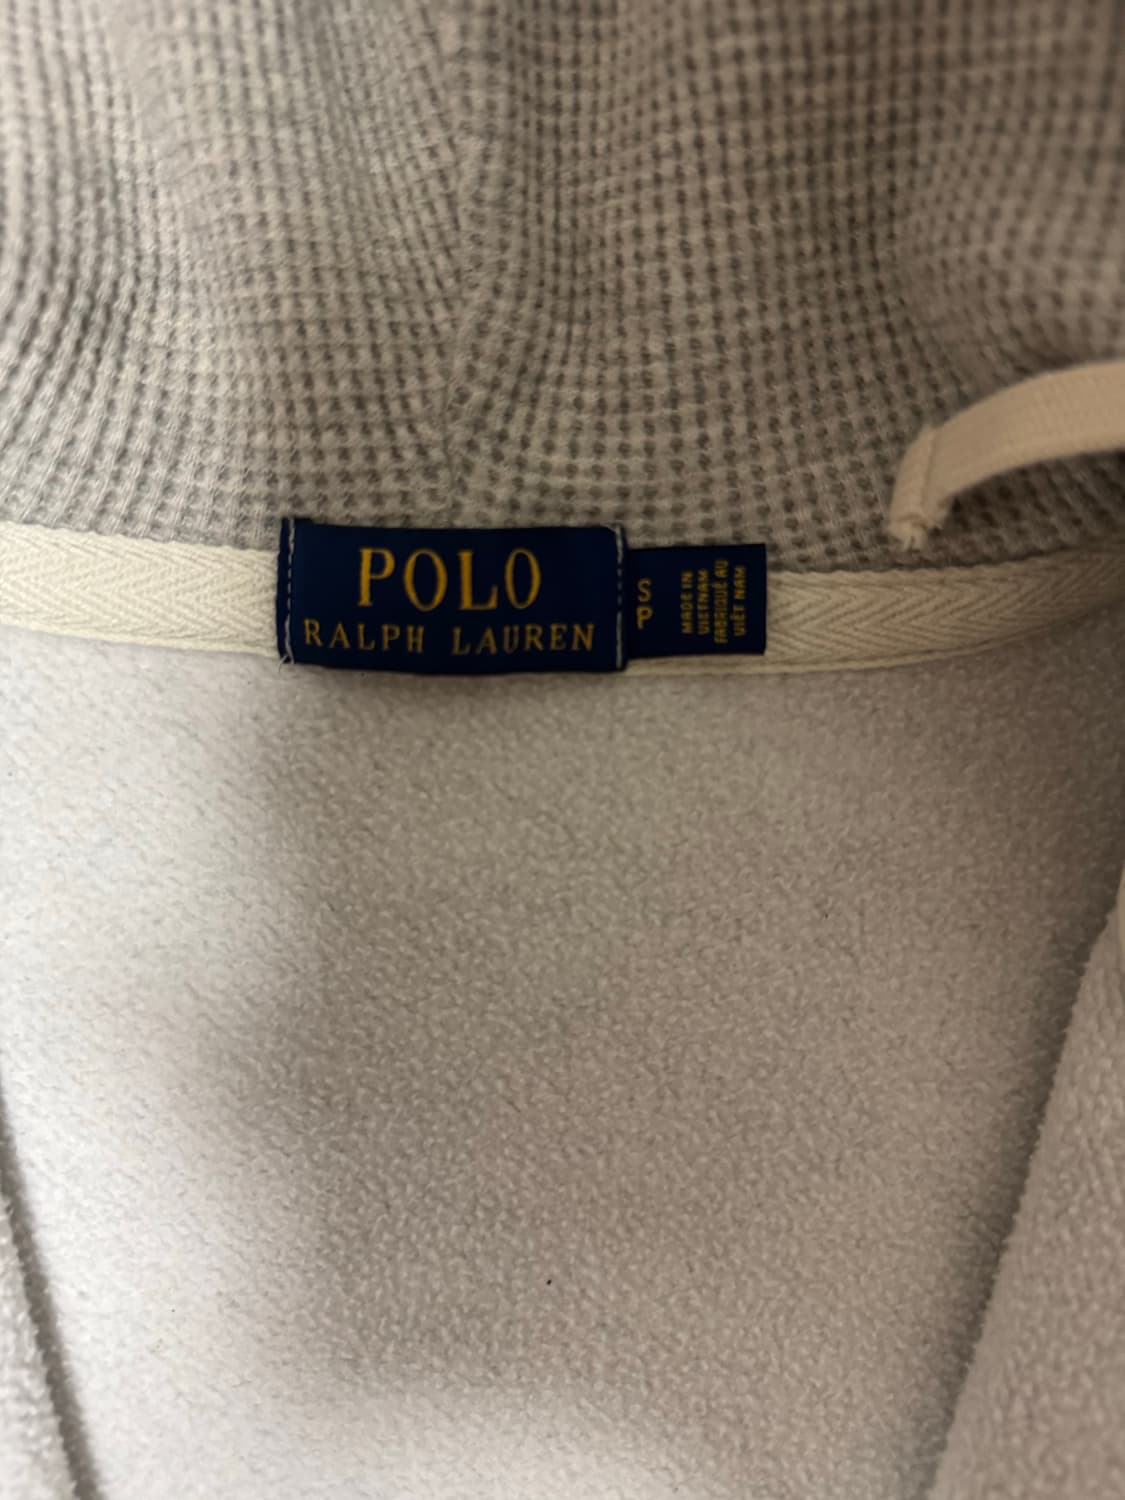 POLO
RALPH LAUREN
S
P
MADE IN
VIETNAM
FABRIQUÉ AU
VIÊT NAM